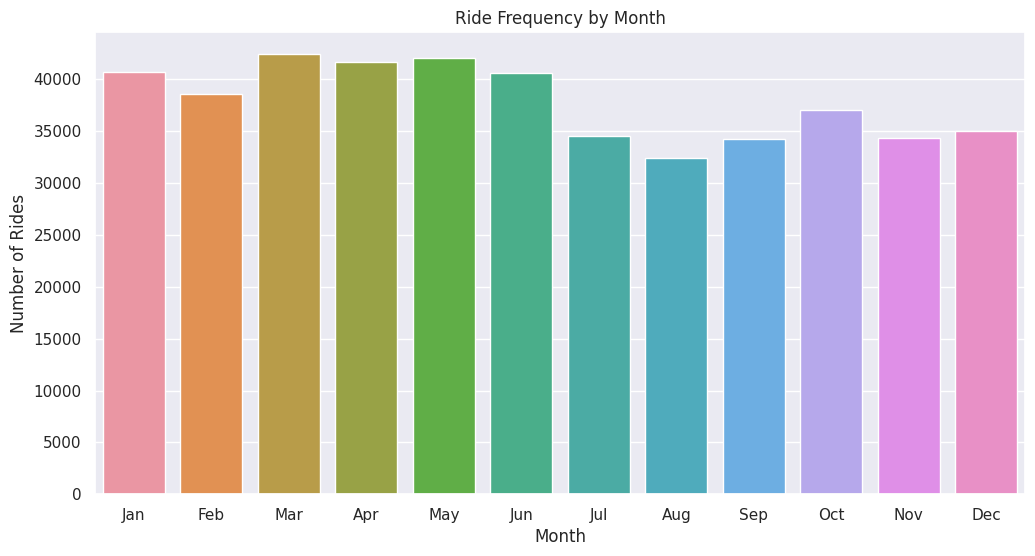 Ride Frequency by Month
Number of Rides
40000
35000
30000
25000
20000
15000
10000
5000
0
Jan Feb Mar Apr May Jun Jul Aug Sep Oct Nov Dec
Month